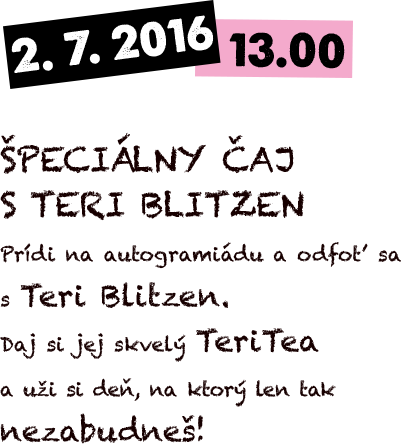 2. 7. 2016 13.00
ŠPECIÁLNY ČAJ
S TERI BLITZEN
Prídi na autogramiádu a odfoť sa
s Teri Blitzen.
Daj si jej skvelý TeriTea
a uži si deň, na ktorý len tak
nezabudneš!